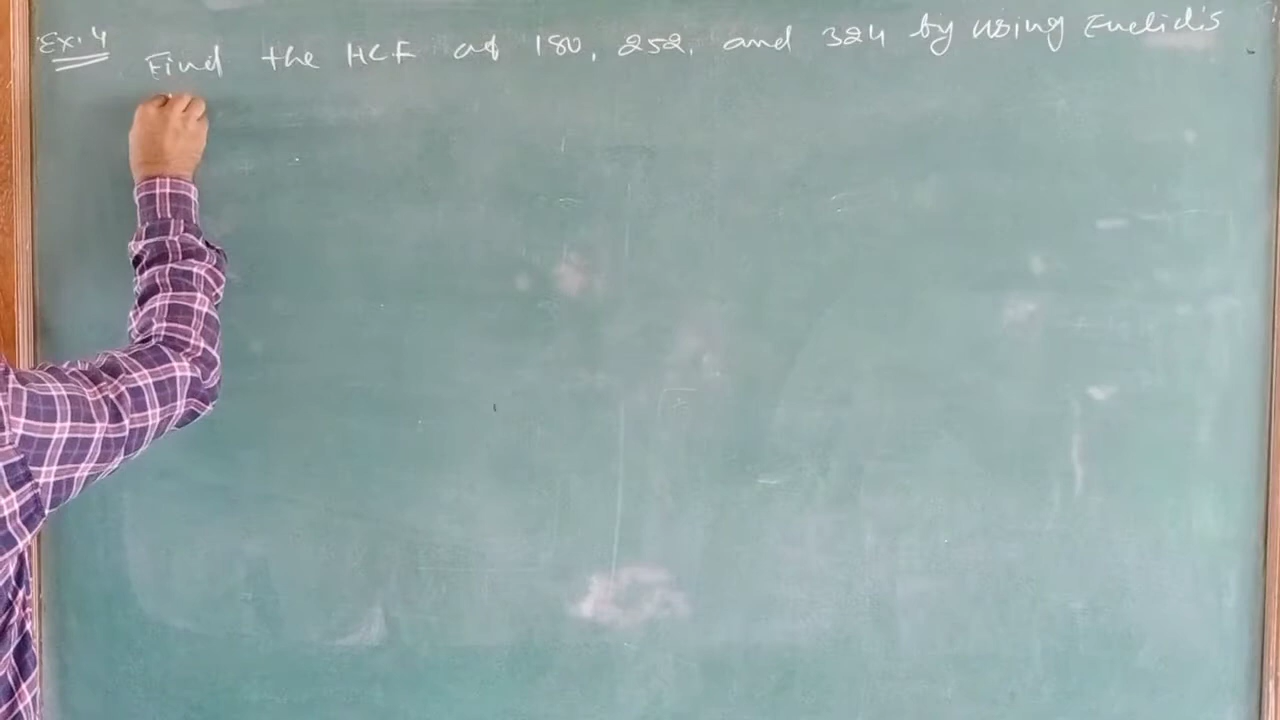 Ex. 4 Find the HCF of 180, 252, and 324 by using Euclid's